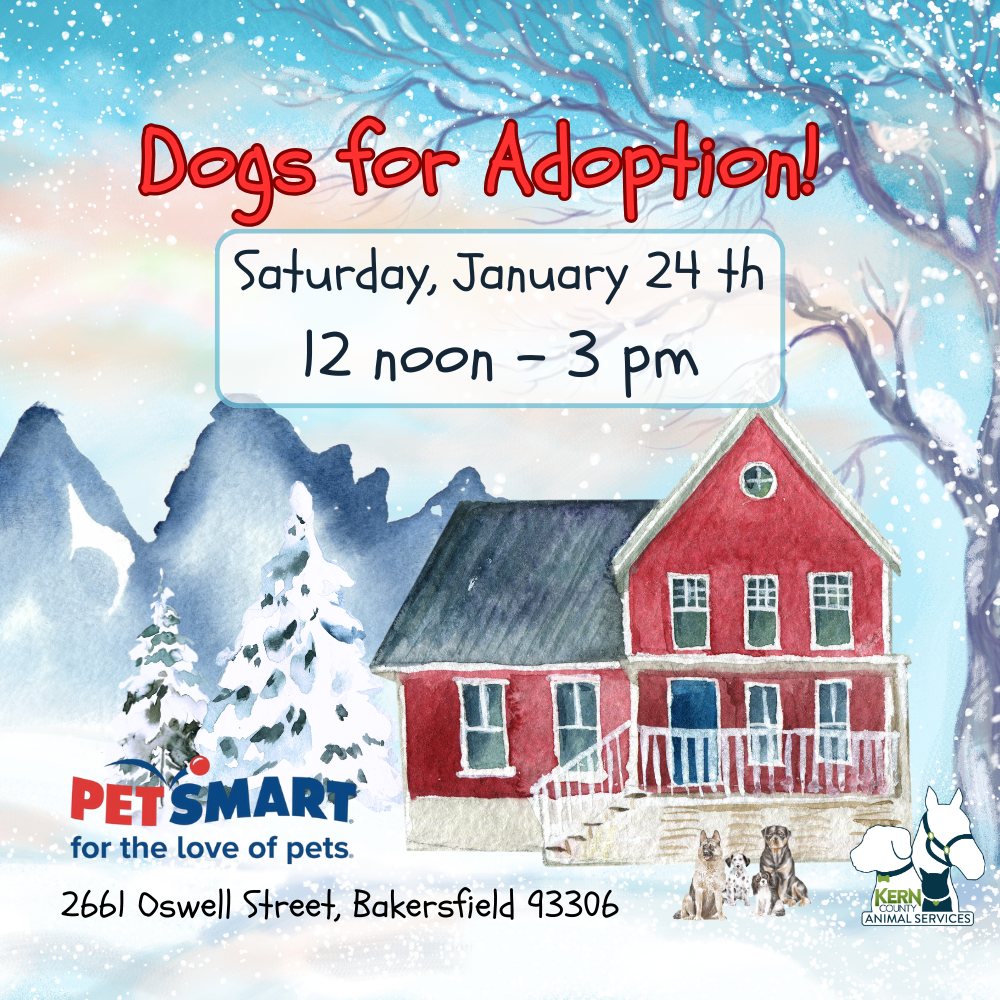 Dogs for Adoption!
Saturday, January 24 th
12 noon - 3 pm
PETSMART
for the love of pets.
2661 Oswell Street, Bakersfield 93306
KERN
COUNTY
ANIMAL SERVICES